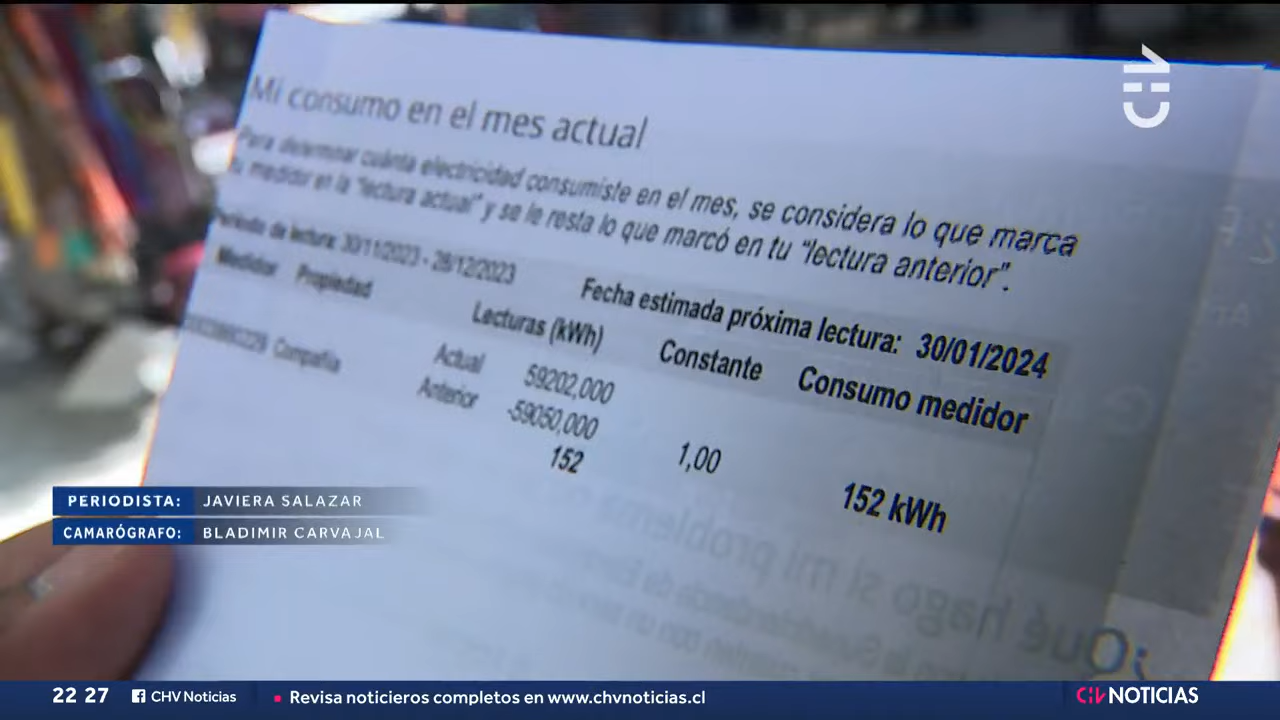 CHV
Mi consumo en el mes actual
Para determinar cuánta electricidad consumiste en el mes, se considera lo que marca
tu medidor en la "lectura actual" y se le resta lo que marcó en tu "lectura anterior".
Período de lectura: 30/11/2023 - 28/12/2023 Fecha estimada próxima lectura: 30/01/2024
Medidor Propiedad Lecturas (kWh) Constante Consumo medidor
Compañía Actual 59202,000
Anterior -59050,000
152 1,00 152 kWh
¿Qué hago si mi problema
PERIODISTA: JAVIERA SALAZAR
CAMARÓGRAFO: BLADIMIR CARVAJAL
22 27 CHV Noticias Revisa noticieros completos en www.chvnoticias.cl CHV NOTICIAS